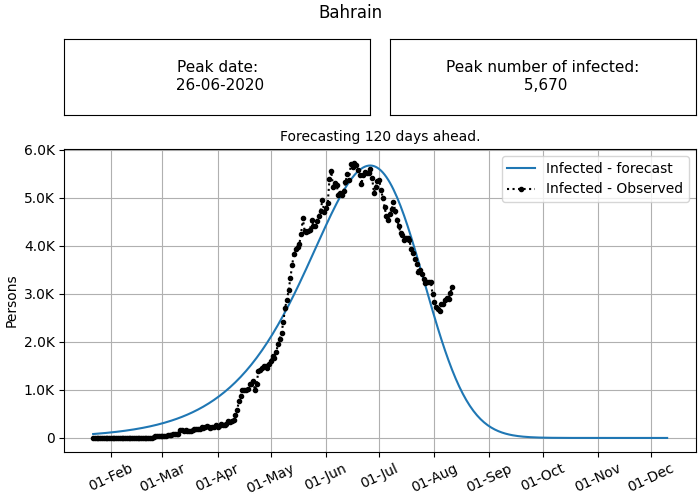 Bahrain
Peak date:
26-06-2020
Peak number of infected:
5,670
Forecasting 120 days ahead.
6.0K
5.0K
4.0K
3.0K
2.0K
1.0K
0
Persons
Infected - forecast
Infected - Observed
01-Feb
01-Mar
01-Apr
01-May
01-Jun
01-Jul
01-Aug
01-Sep
01-Oct
01-Nov
01-Dec